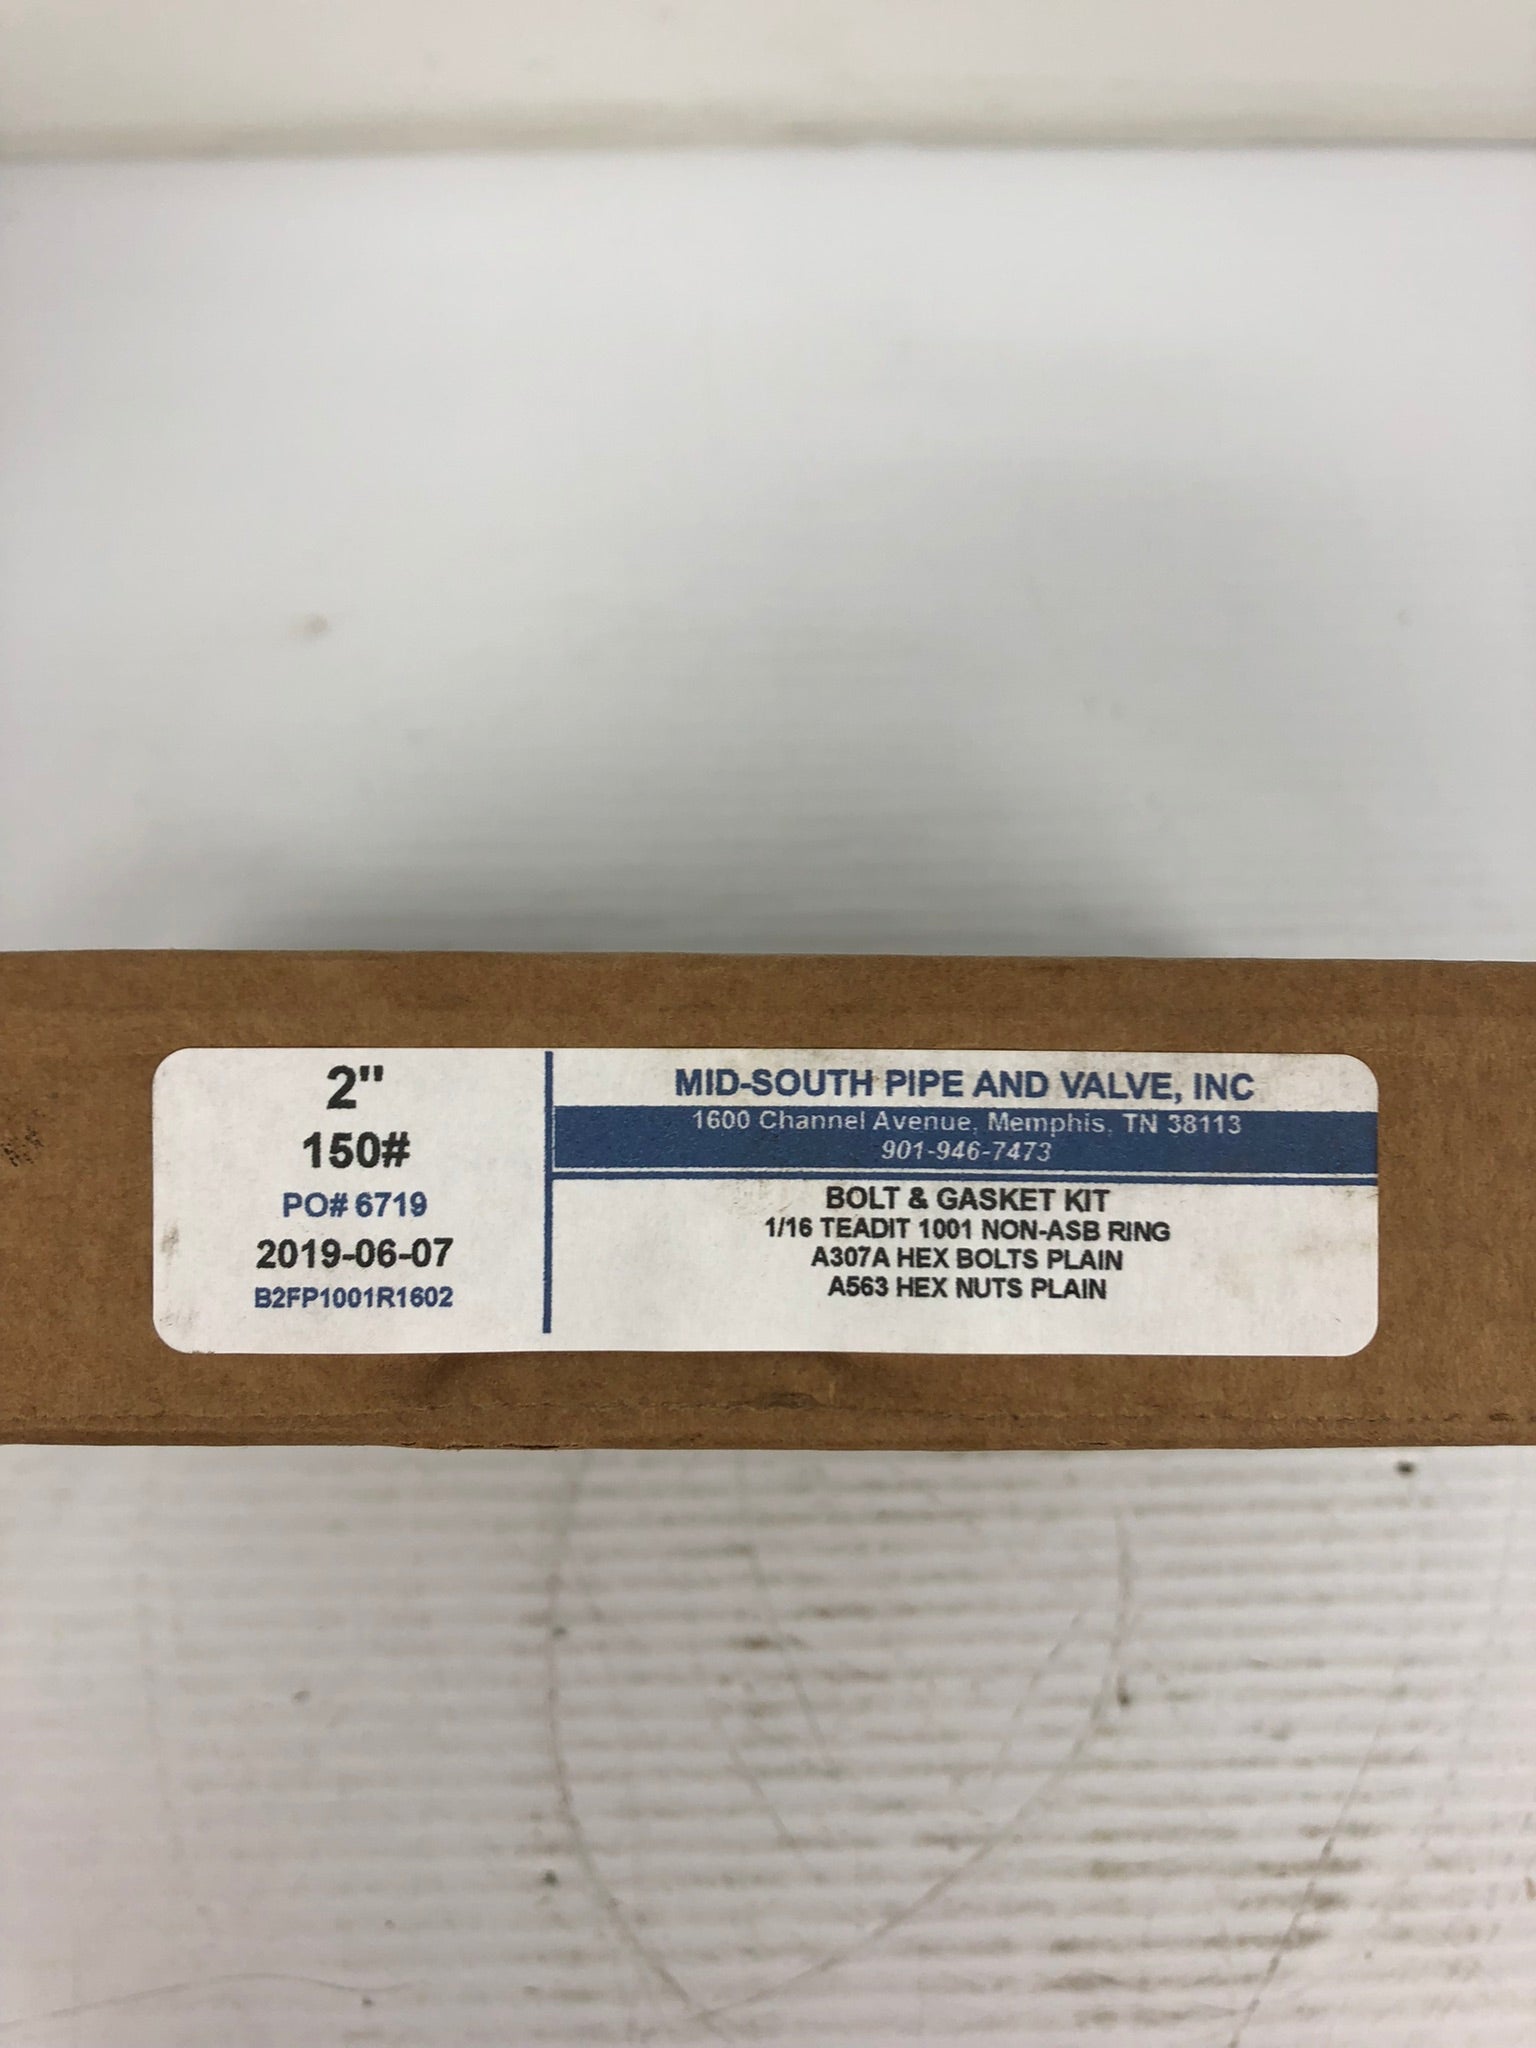 2"
150#
PO# 6719
2019-06-07
B2FP1001R1602
MID-SOUTH PIPE AND VALVE, INC
1600 Channel Avenue, Memphis, TN 38113
901-946-7473
BOLT & GASKET KIT
1/16 TEADIT 1001 NON-ASB RING
A307A HEX BOLTS PLAIN
A563 HEX NUTS PLAIN